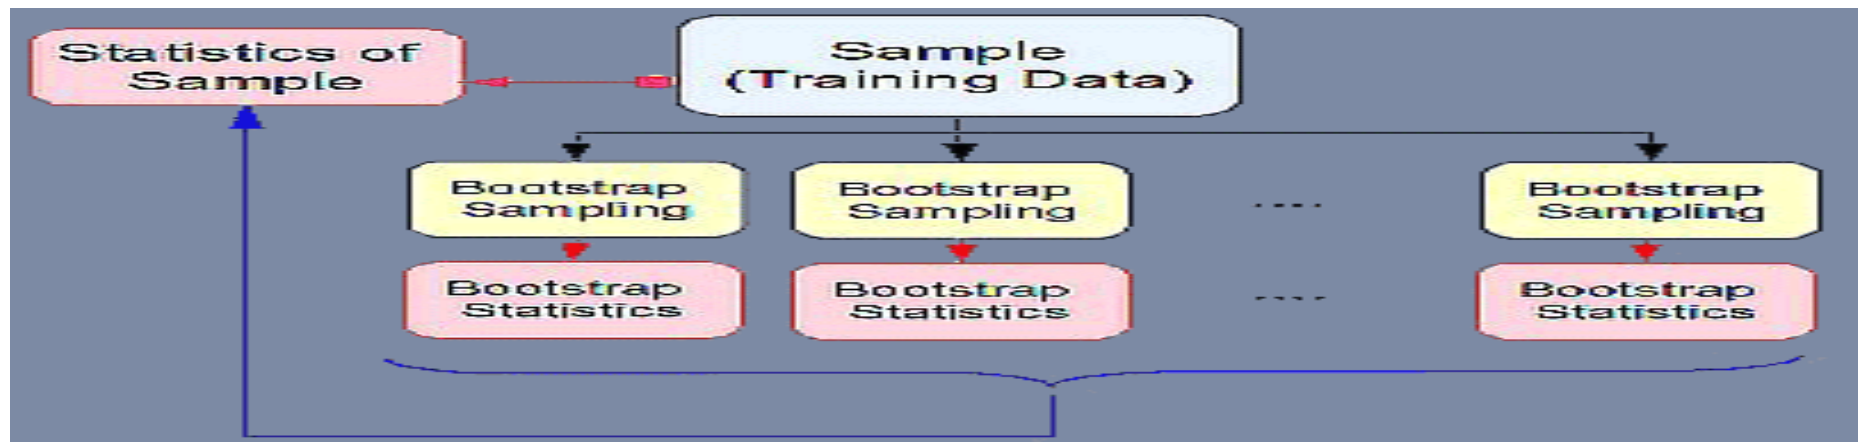 Statistics of
Sample
Sample
(Training Data)
Bootstrap
Sampling
Bootstrap
Sampling
.....
Bootstrap
Sampling
Bootstrap
Statistics
Bootstrap
Statistics
.....
Bootstrap
Statistics